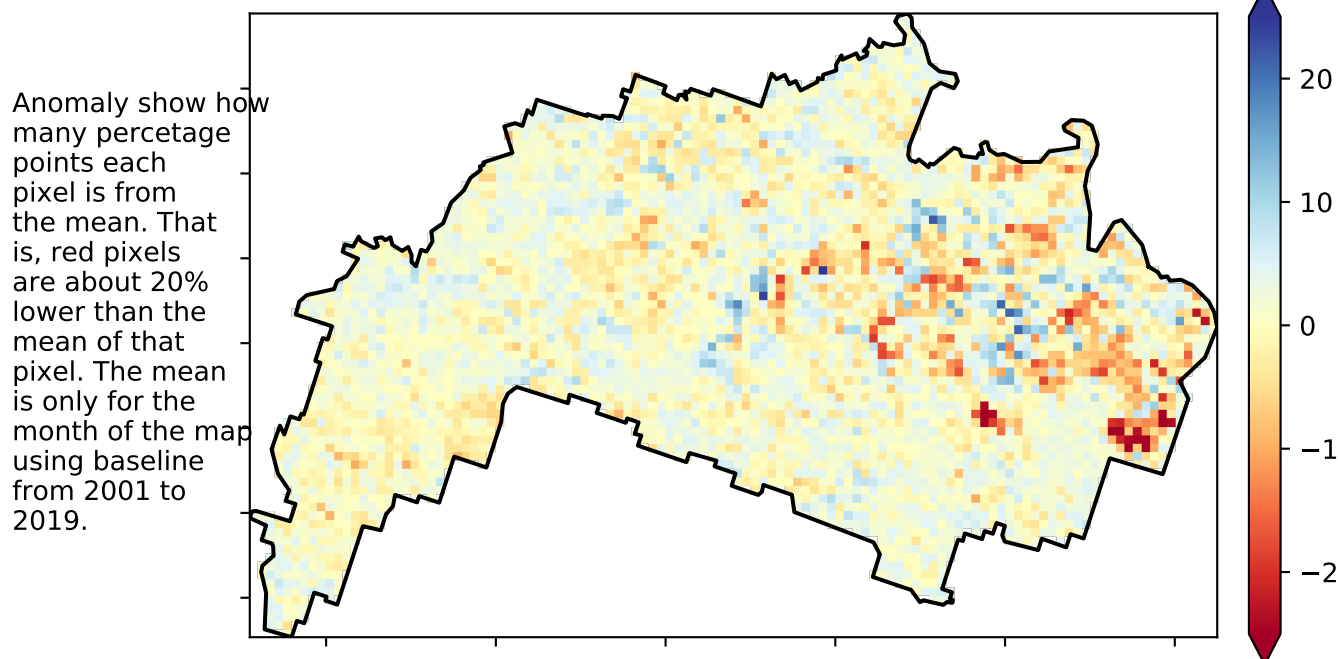 Anomaly show how
many percetage
points each
pixel is from
the mean. That
is, red pixels
are about 20%
lower than the
mean of that
pixel. The mean
is only for the
month of the map
using baseline
from 2001 to
2019.
20
10
0
−1
−2